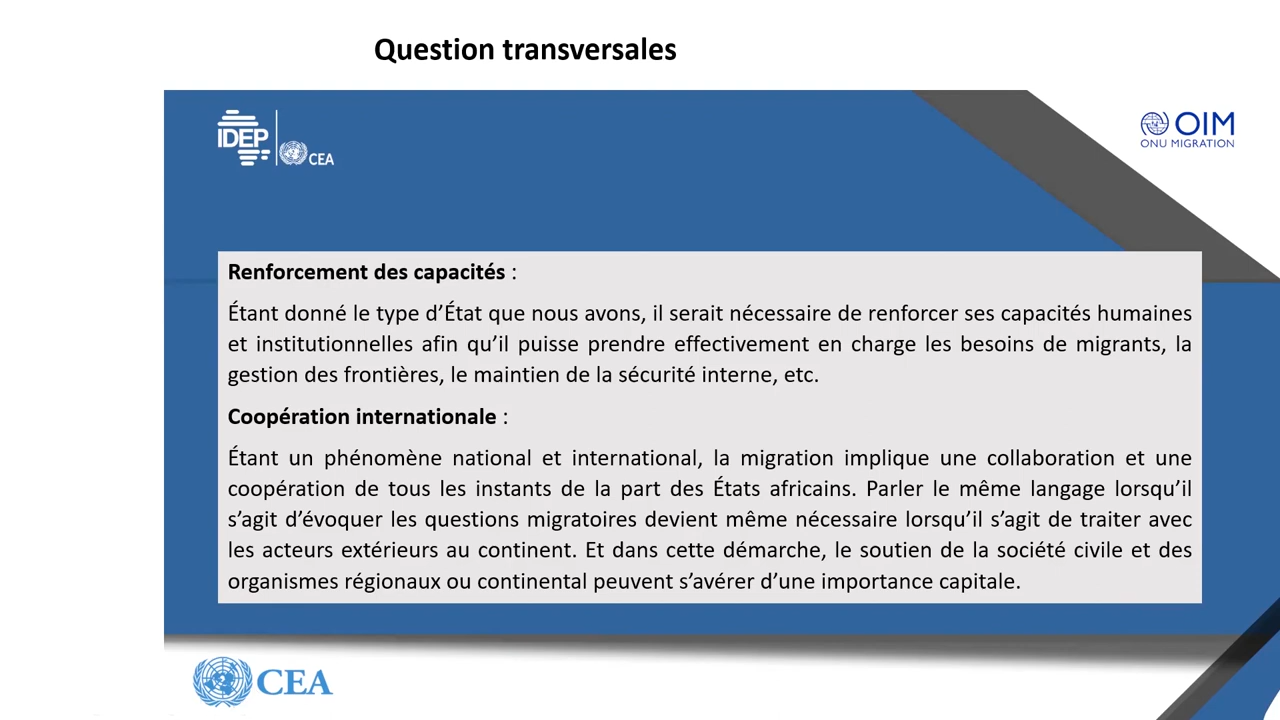 Question transversales
IDEP
CEA
OIM
ONU MIGRATION
Renforcement des capacités :
Étant donné le type d’État que nous avons, il serait nécessaire de renforcer ses capacités humaines
et institutionnelles afin qu’il puisse prendre effectivement en charge les besoins de migrants, la
gestion des frontières, le maintien de la sécurité interne, etc.
Coopération internationale :
Étant un phénomène national et international, la migration implique une collaboration et une
coopération de tous les instants de la part des États africains. Parler le même langage lorsqu’il
s’agit d’évoquer les questions migratoires devient même nécessaire lorsqu’il s’agit de traiter avec
les acteurs extérieurs au continent. Et dans cette démarche, le soutien de la société civile et des
organismes régionaux ou continental peuvent s’avérer d’une importance capitale.
CEA